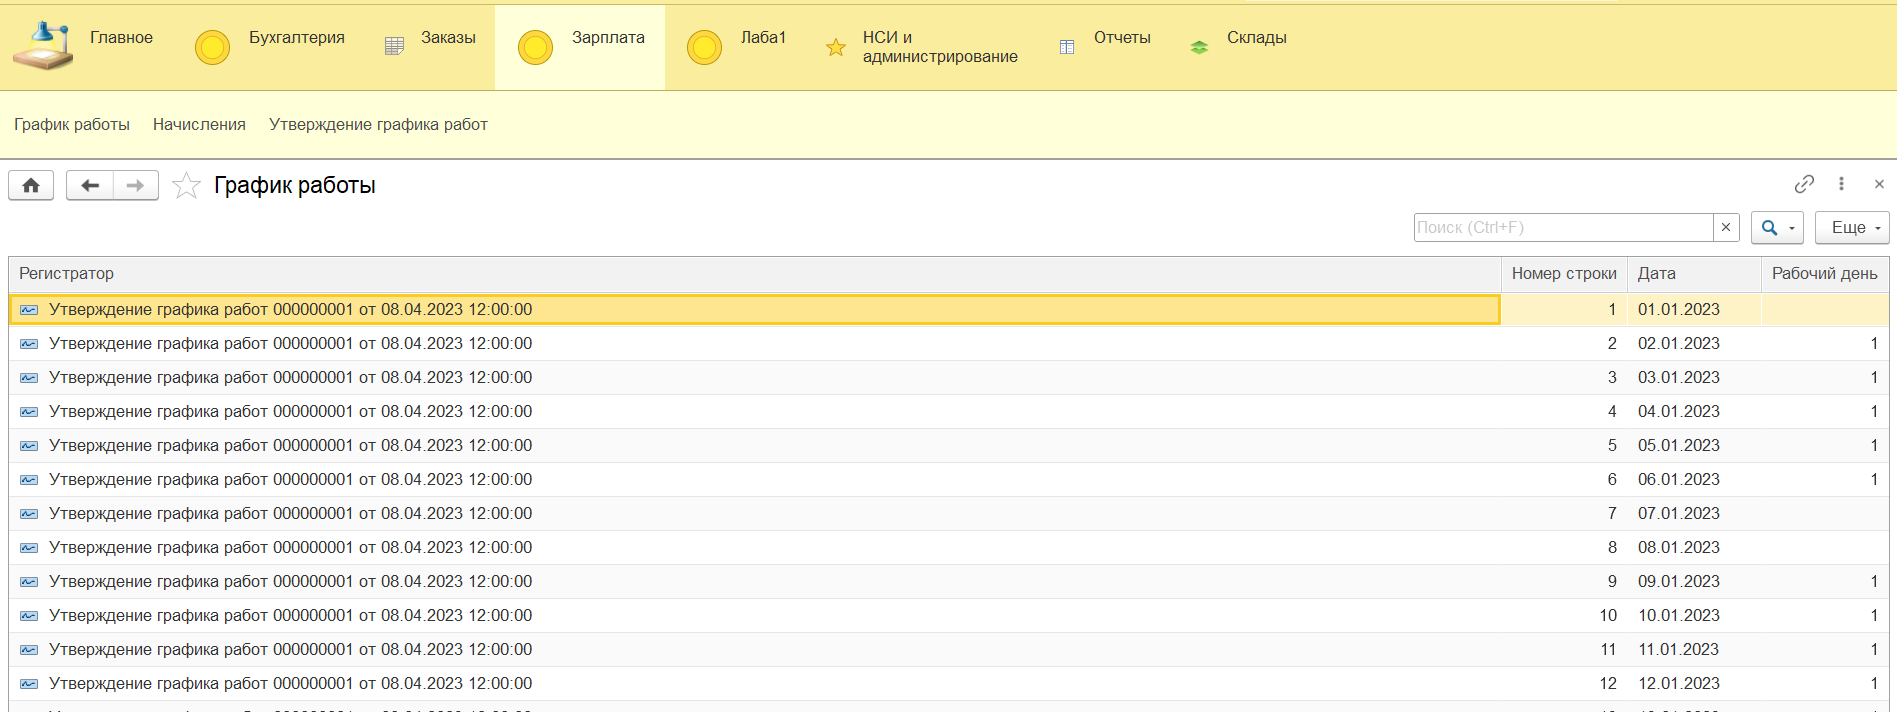 Главное
Бухгалтерия
Заказы
Зарплата
Лаба1
НСИ и
администрирование
Отчеты
Склады
График работы Начисления Утверждение графика работ
График работы
Поиск (Ctrl+F)
Еще
Регистратор Номер строки Дата Рабочий день
Утверждение графика работ 000000001 от 08.04.2023 12:00:00 1 01.01.2023
Утверждение графика работ 000000001 от 08.04.2023 12:00:00 2 02.01.2023 1
Утверждение графика работ 000000001 от 08.04.2023 12:00:00 3 03.01.2023 1
Утверждение графика работ 000000001 от 08.04.2023 12:00:00 4 04.01.2023 1
Утверждение графика работ 000000001 от 08.04.2023 12:00:00 5 05.01.2023 1
Утверждение графика работ 000000001 от 08.04.2023 12:00:00 6 06.01.2023 1
Утверждение графика работ 000000001 от 08.04.2023 12:00:00 7 07.01.2023
Утверждение графика работ 000000001 от 08.04.2023 12:00:00 8 08.01.2023
Утверждение графика работ 000000001 от 08.04.2023 12:00:00 9 09.01.2023 1
Утверждение графика работ 000000001 от 08.04.2023 12:00:00 10 10.01.2023 1
Утверждение графика работ 000000001 от 08.04.2023 12:00:00 11 11.01.2023 1
Утверждение графика работ 000000001 от 08.04.2023 12:00:00 12 12.01.2023 1